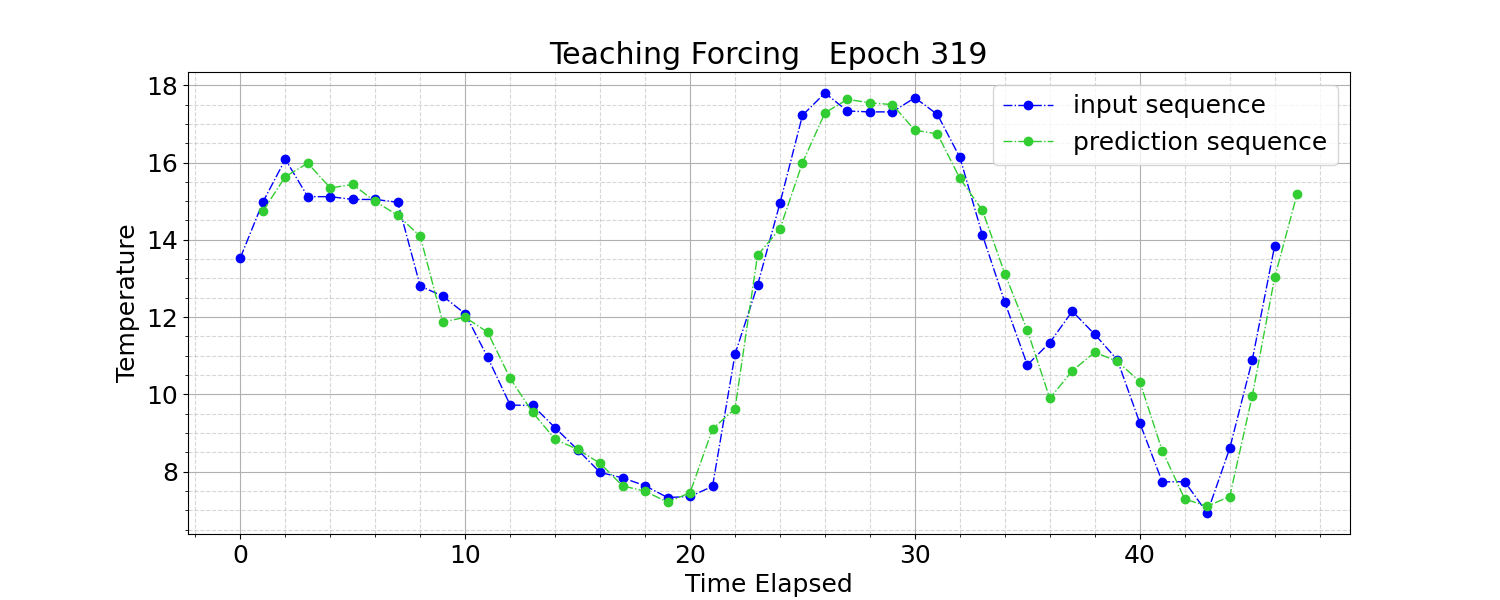 Teaching Forcing   Epoch 319
18
16
14
12
10
8
Temperature
input sequence
prediction sequence
0 10 20 30 40
Time Elapsed